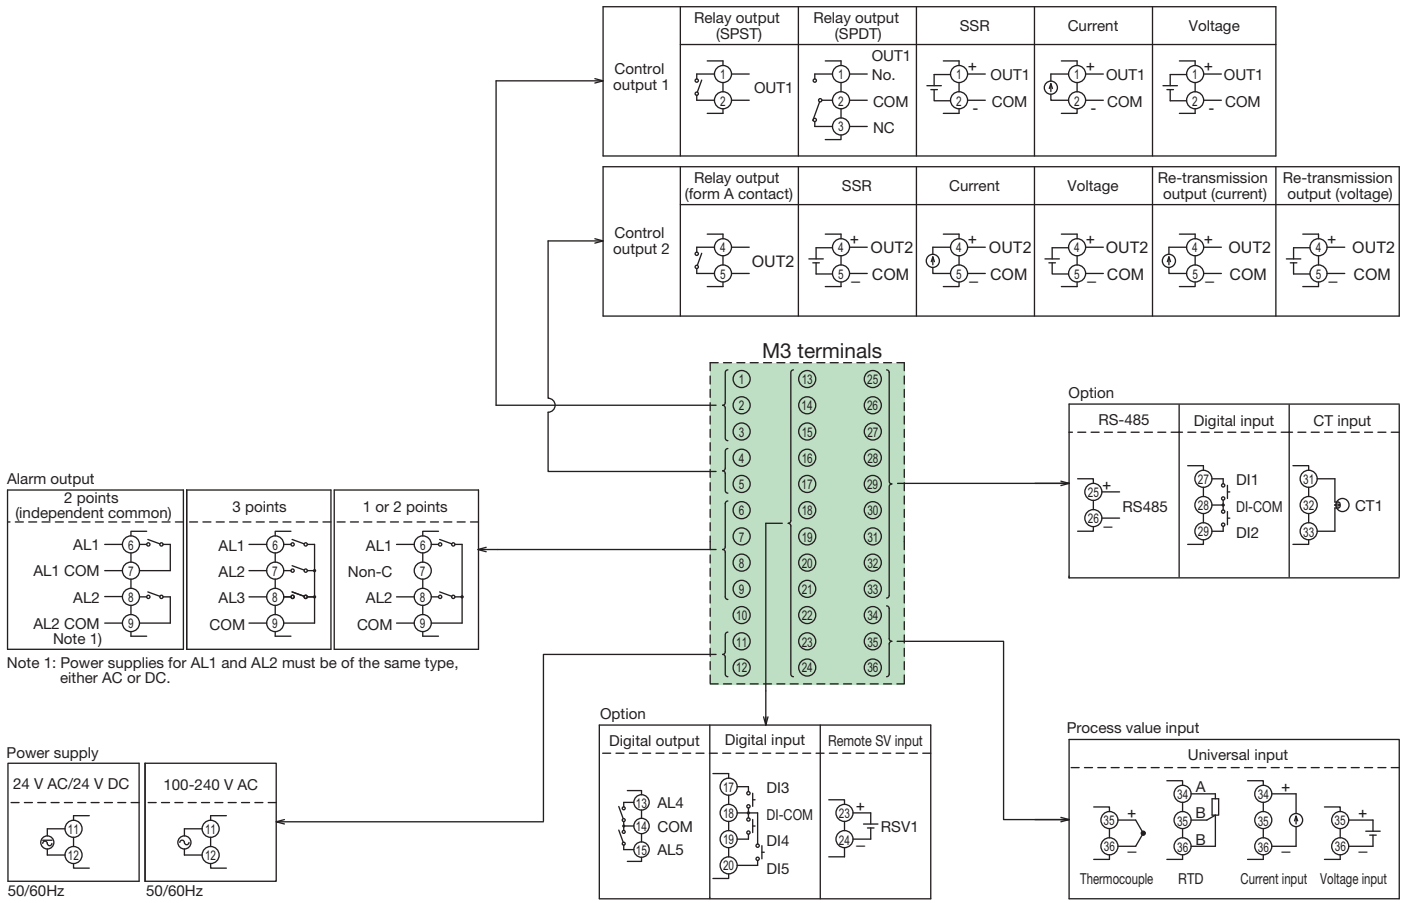 Relay output
(SPST)
Relay output
(SPDT)
SSR
Current
Voltage
Control
output 1
1
2
OUT1
OUT1
1 No.
2 COM
3 NC
1 + OUT1
2 COM
-
1 + OUT1
2 COM
-
1 + OUT1
2 COM
-
Relay output
(form A contact)
SSR
Current
Voltage
Re-transmission
output (current)
Re-transmission
output (voltage)
Control
output 2
4
5
OUT2
4 + OUT2
5 COM
–
4 + OUT2
5 COM
–
4 + OUT2
5 COM
–
4 + OUT2
5 COM
–
4 + OUT2
5 COM
–
M3 terminals
1 13 25
2 14 26
3 15 27
4 16 28
5 17 29
6 18 30
7 19 31
8 20 32
9 21 33
10 22 34
11 23 35
12 24 36
Option
RS-485
Digital input
CT input
25 +
26 –
RS485
27 DI1
28 DI-COM
29 DI2
31
32 CT1
33
Alarm output
2 points
(independent common)
3 points
1 or 2 points
AL1 6
AL1 COM 7
AL2 8
AL2 COM 9
Note 1)
AL1 6
AL2 7
AL3 8
COM 9
AL1 6
Non-C 7
AL2 8
COM 9
Note 1: Power supplies for AL1 and AL2 must be of the same type,
either AC or DC.
Power supply
24 V AC/24 V DC
100-240 V AC
11
12
11
12
50/60Hz
50/60Hz
Option
Digital output
Digital input
Remote SV input
13 AL4
14 COM
15 AL5
17 DI3
18 DI-COM
19 DI4
20 DI5
23 +
24 –
RSV1
Process value input
Universal input
35 +
36 –
Thermocouple
34 A
35 B
36 B
RTD
34 +
35
36 –
Current input
35 +
36 –
Voltage input